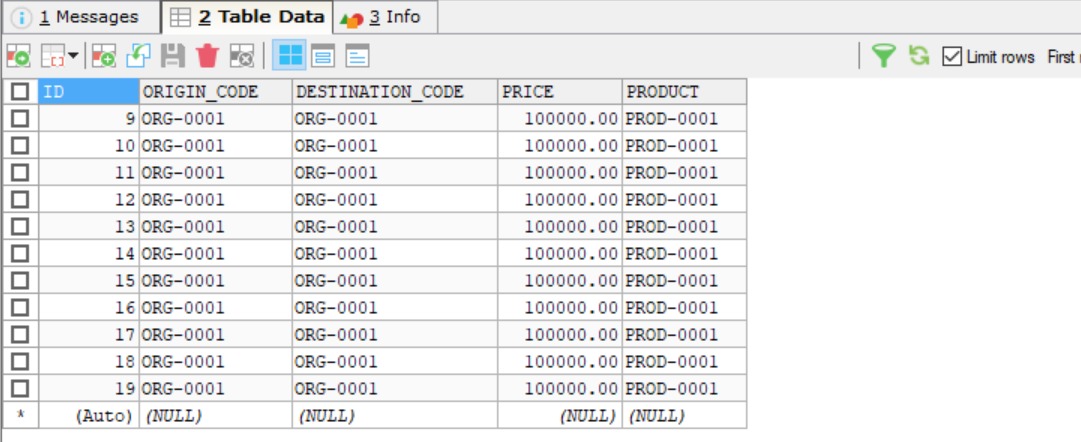 1 Messages 2 Table Data 3 Info
Limit rows First
ID ORIGIN_CODE DESTINATION_CODE PRICE PRODUCT
9 ORG-0001 ORG-0001 100000.00 PROD-0001
10 ORG-0001 ORG-0001 100000.00 PROD-0001
11 ORG-0001 ORG-0001 100000.00 PROD-0001
12 ORG-0001 ORG-0001 100000.00 PROD-0001
13 ORG-0001 ORG-0001 100000.00 PROD-0001
14 ORG-0001 ORG-0001 100000.00 PROD-0001
15 ORG-0001 ORG-0001 100000.00 PROD-0001
16 ORG-0001 ORG-0001 100000.00 PROD-0001
17 ORG-0001 ORG-0001 100000.00 PROD-0001
18 ORG-0001 ORG-0001 100000.00 PROD-0001
19 ORG-0001 ORG-0001 100000.00 PROD-0001
* (Auto) (NULL) (NULL) (NULL) (NULL)